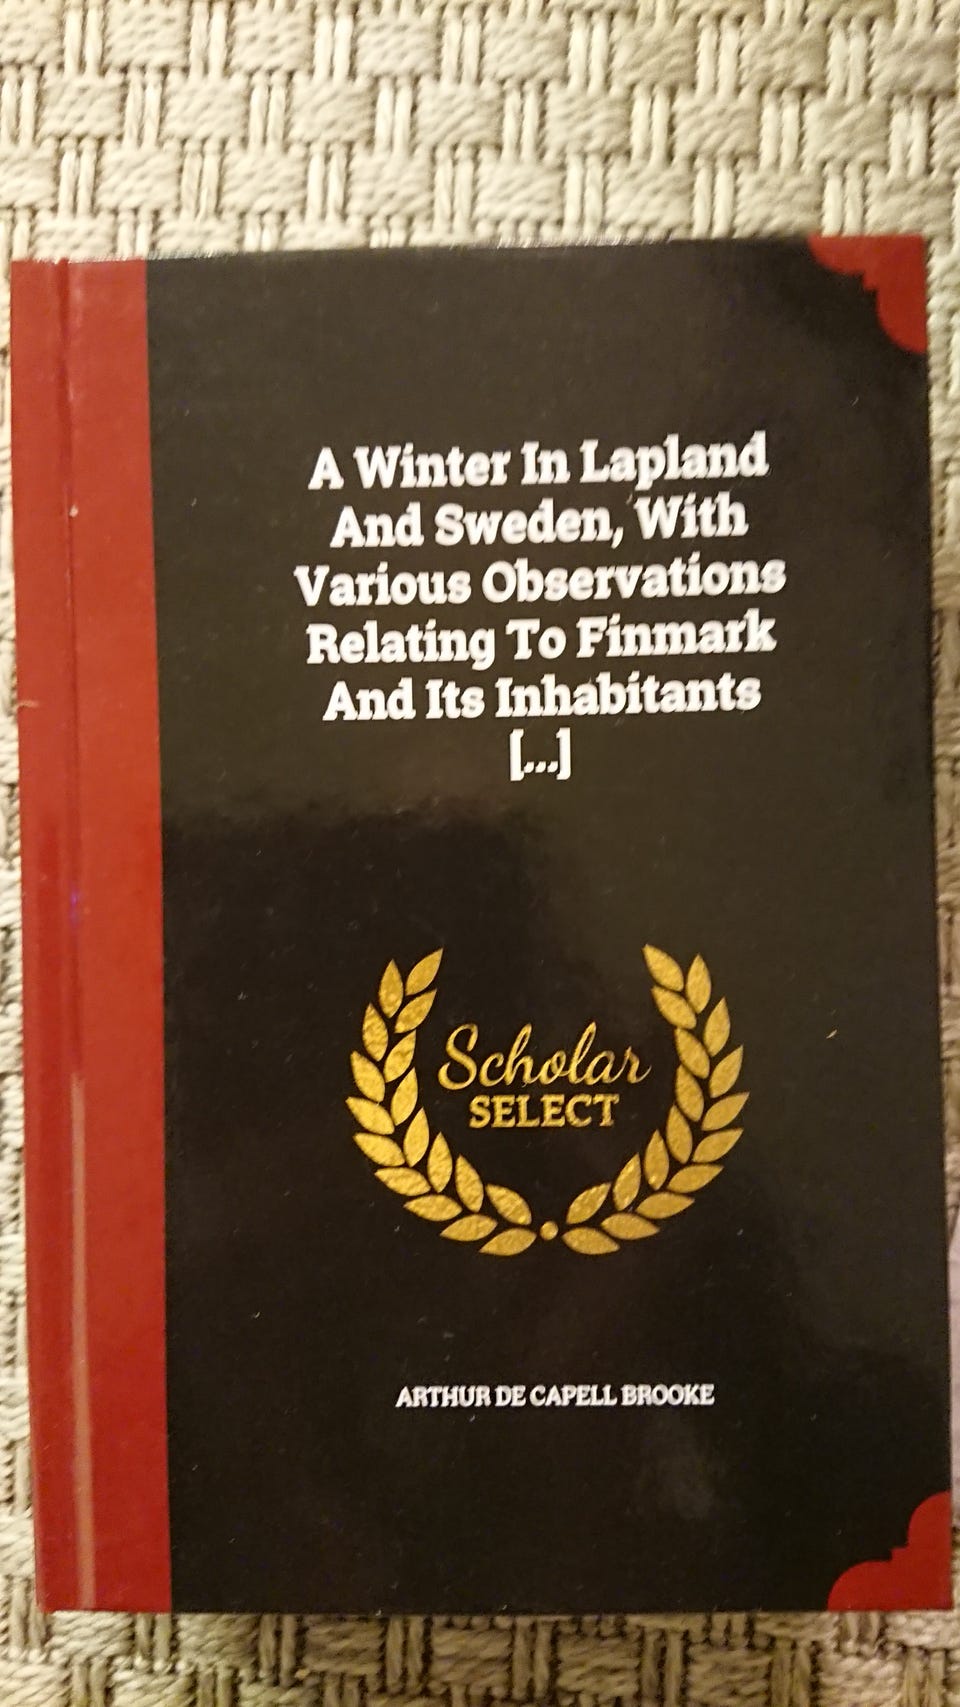 A Winter In Lapland
And Sweden, With
Various Observations
Relating To Finmark
And Its Inhabitants
[...]
Scholar
SELECT
ARTHUR DE CAPELL BROOKE